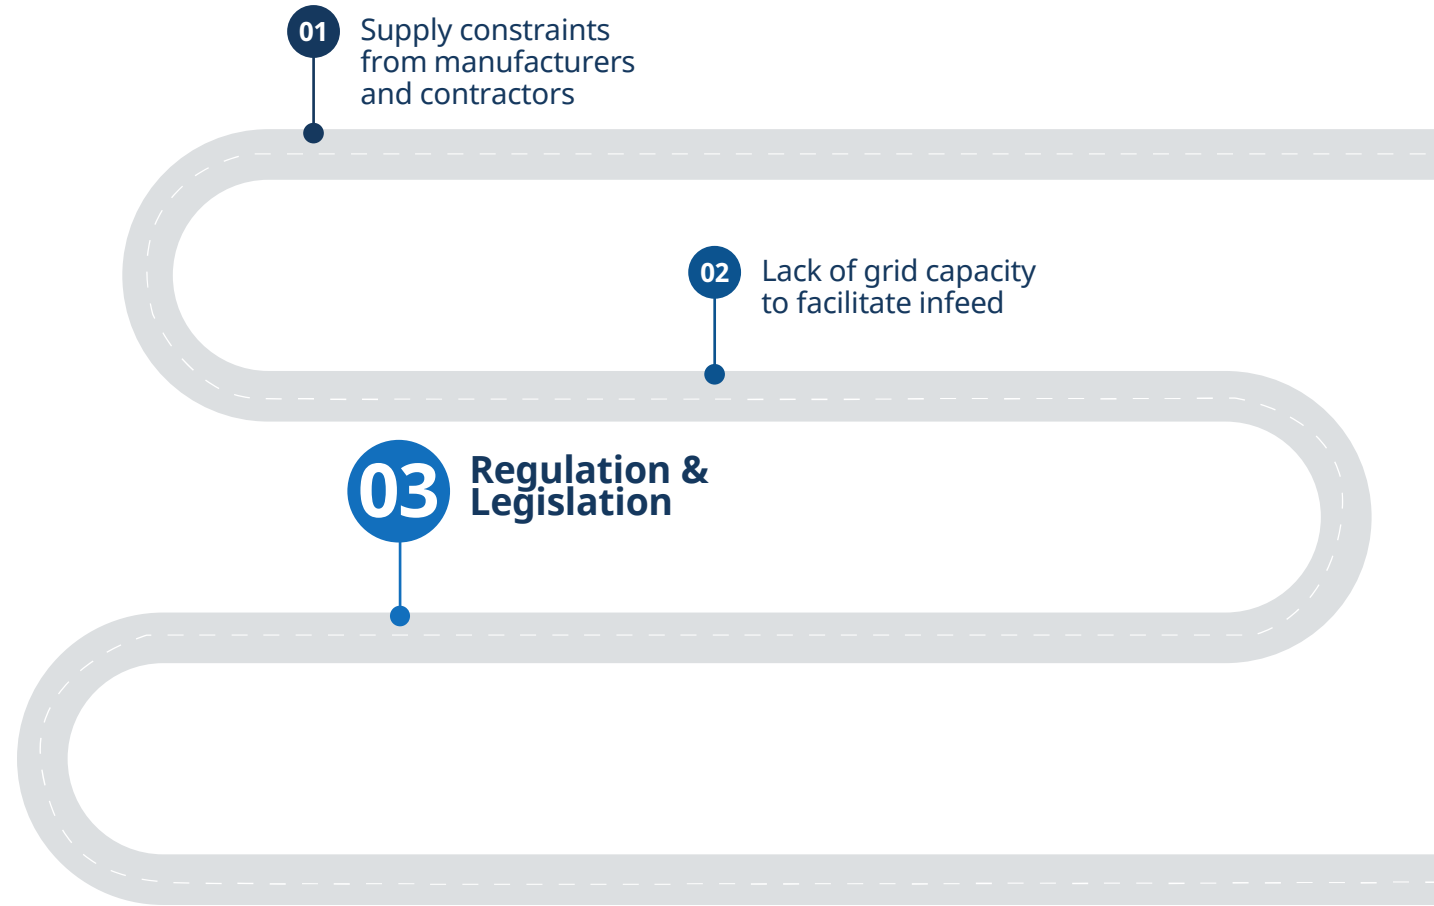 01
Supply constraints
from manufacturers
and contractors
02
Lack of grid capacity
to facilitate infeed
03
Regulation &
Legislation